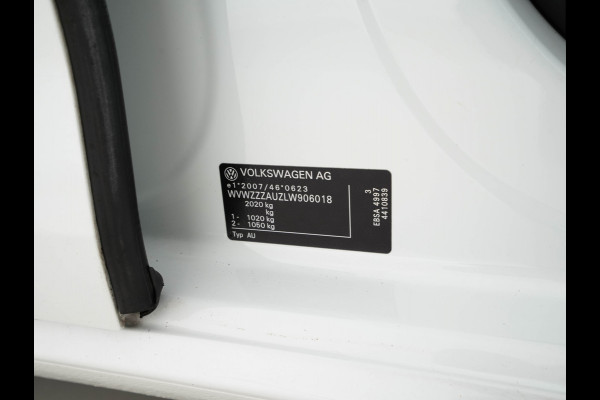 VOLKSWAGEN AG
e1*2007/46*0623
WVWZZZAUZLW906018
2020 kg
kg
1- 1020 kg
2- 1050 kg
Typ AU
EBSA 4997 3
4410839